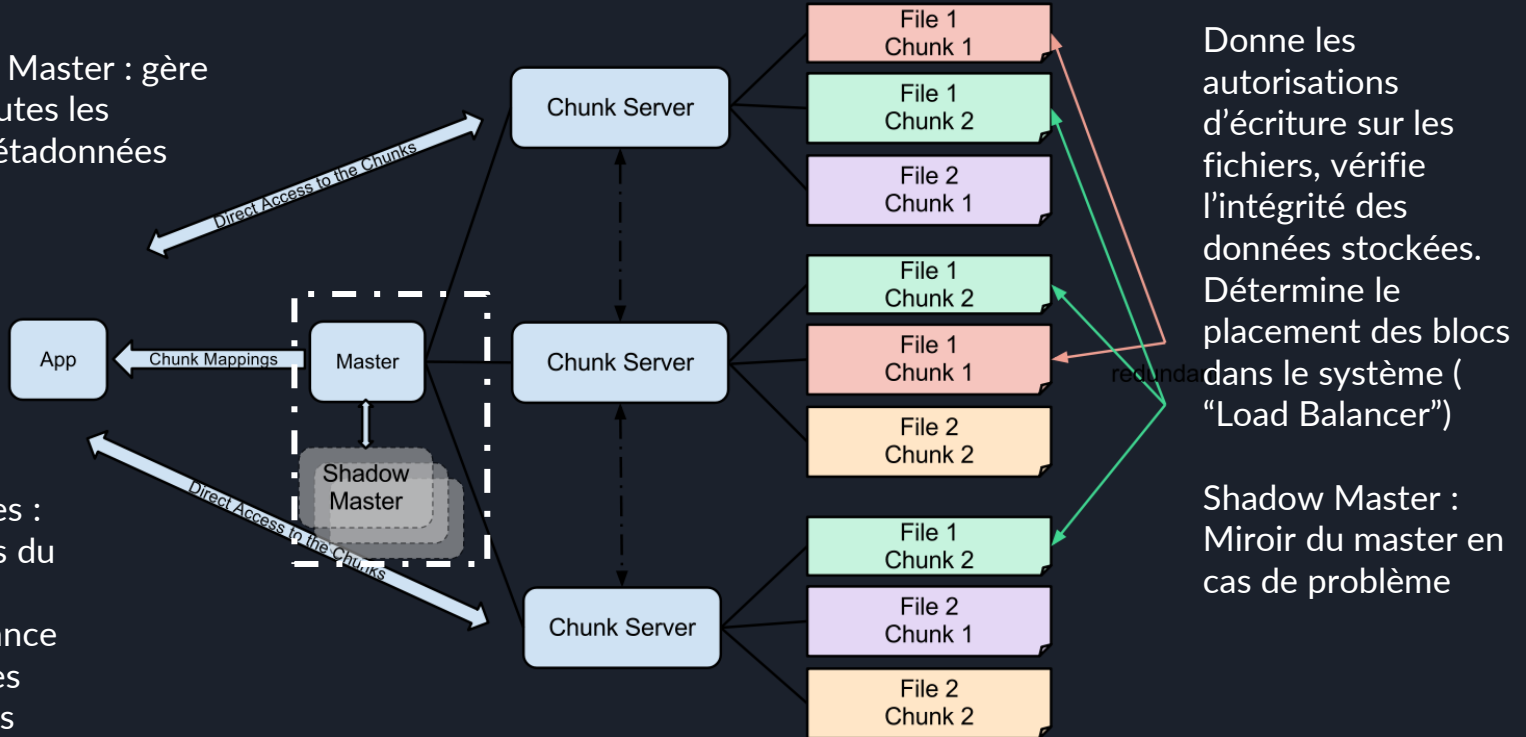 Master : gère
utes les
étadonnées
es :
s du
nce
es
s
App
Chunk Mappings
Direct Access to the Chunks
Direct Access to the Chunks
Master
Shadow
Master
Chunk Server
Chunk Server
Chunk Server
File 1
Chunk 1
File 1
Chunk 2
File 2
Chunk 1
File 1
Chunk 2
File 1
Chunk 1
File 2
Chunk 2
File 1
Chunk 2
File 2
Chunk 1
File 2
Chunk 2
redundan
Donne les
autorisations
d’écriture sur les
fichiers, vérifie
l’intégrité des
données stockées.
Détermine le
placement des blocs
dans le système (
“Load Balancer”)
Shadow Master :
Miroir du master en
cas de problème